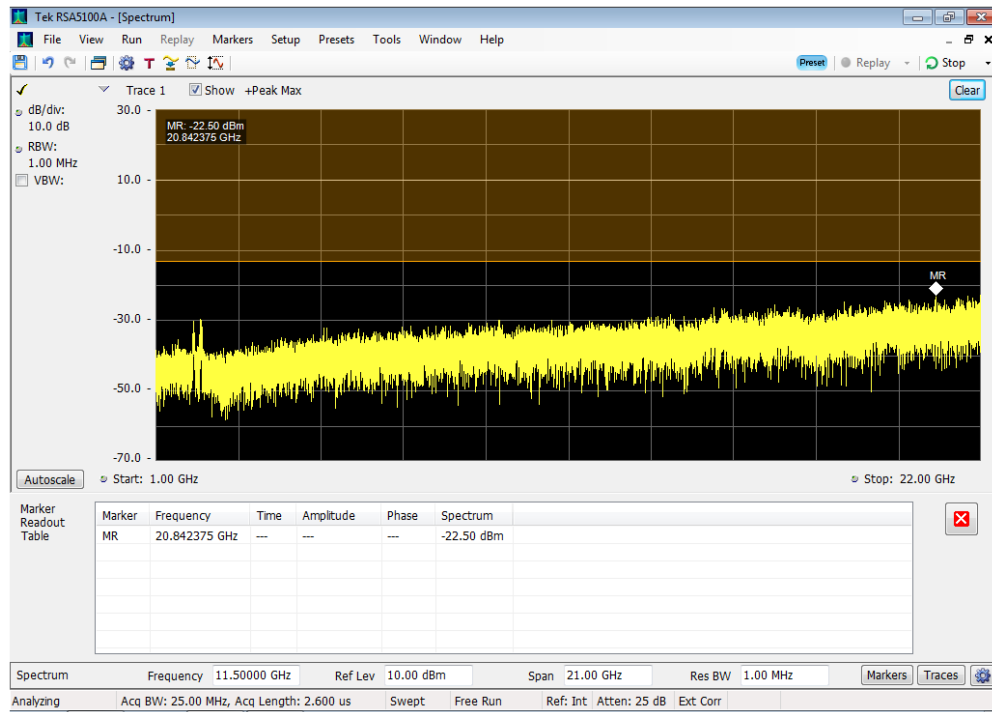 Tek RSA5100A - [Spectrum]
File View Run Replay Markers Setup Presets Tools Window Help
T Preset Replay Stop
Trace 1 Show +Peak Max Clear
dB/div:
10.0 dB
RBW:
1.00 MHz
VBW:
30.0
10.0
-10.0
-30.0
-50.0
-70.0
MR: -22.50 dBm
20.842375 GHz
MR
Autoscale Start: 1.00 GHz Stop: 22.00 GHz
Marker
Readout
Table
Marker Frequency Time Amplitude Phase Spectrum
MR 20.842375 GHz --- --- --- -22.50 dBm
Spectrum Frequency 11.50000 GHz Ref Lev 10.00 dBm Span 21.00 GHz Res BW 1.00 MHz Markers Traces
Analyzing Acq BW: 25.00 MHz, Acq Length: 2.600 us Swept Free Run Ref: Int Atten: 25 dB Ext Corr